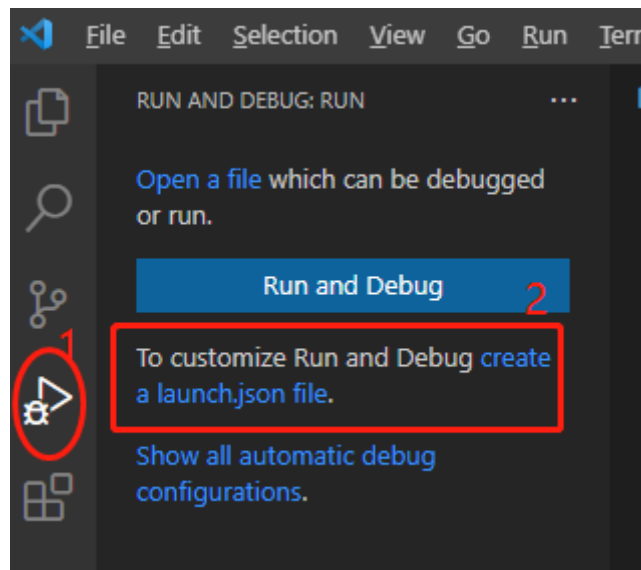 File Edit Selection View Go Run Terr
RUN AND DEBUG: RUN ...
Open a file which can be debugged
or run.
Run and Debug
2
1
To customize Run and Debug create
a launch.json file.
Show all automatic debug
configurations.